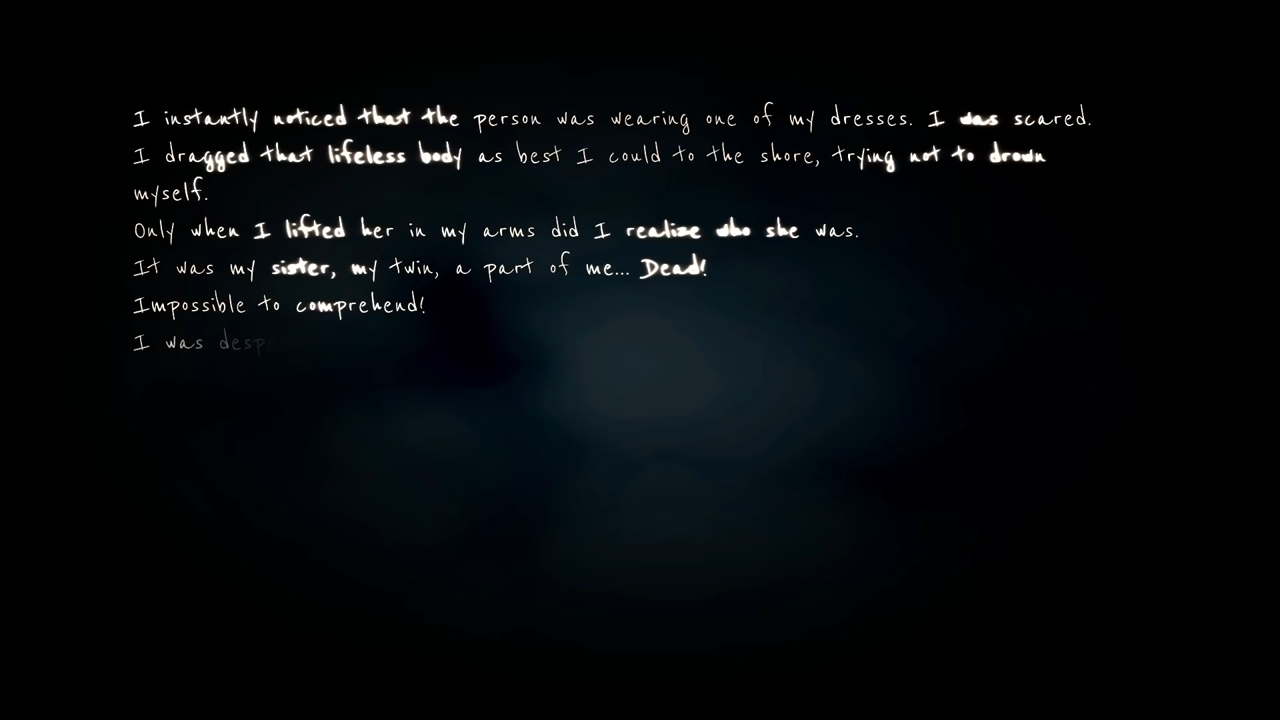 I instantly noticed that the person was wearing one of my dresses. I was scared.
I dragged that lifeless body as best I could to the shore, trying not to drown
myself.
Only when I lifted her in my arms did I realize who she was.
It was my sister, my twin, a part of me... Dead!
Impossible to comprehend!
I was